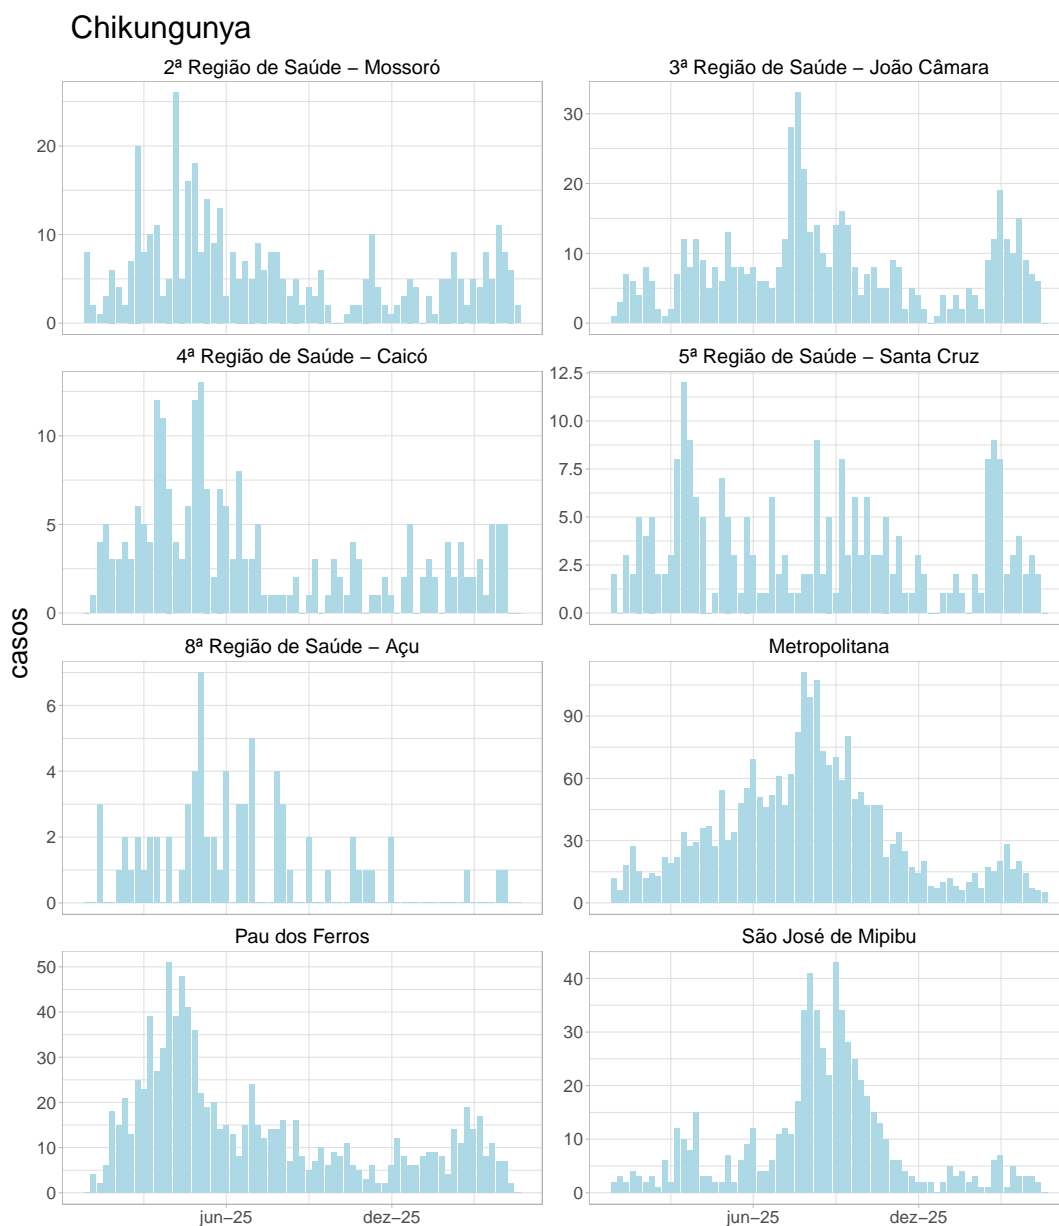 Chikungunya
2ª Região de Saúde – Mossoró
3ª Região de Saúde – João Câmara
20
10
0
30
20
10
0
4ª Região de Saúde – Caicó
5ª Região de Saúde – Santa Cruz
10
5
0
12.5
10.0
7.5
5.0
2.5
0.0
casos
8ª Região de Saúde – Açu
Metropolitana
6
4
2
0
90
60
30
0
Pau dos Ferros
São José de Mipibu
50
40
30
20
10
0
40
30
20
10
0
jun–25
dez–25
jun–25
dez–25